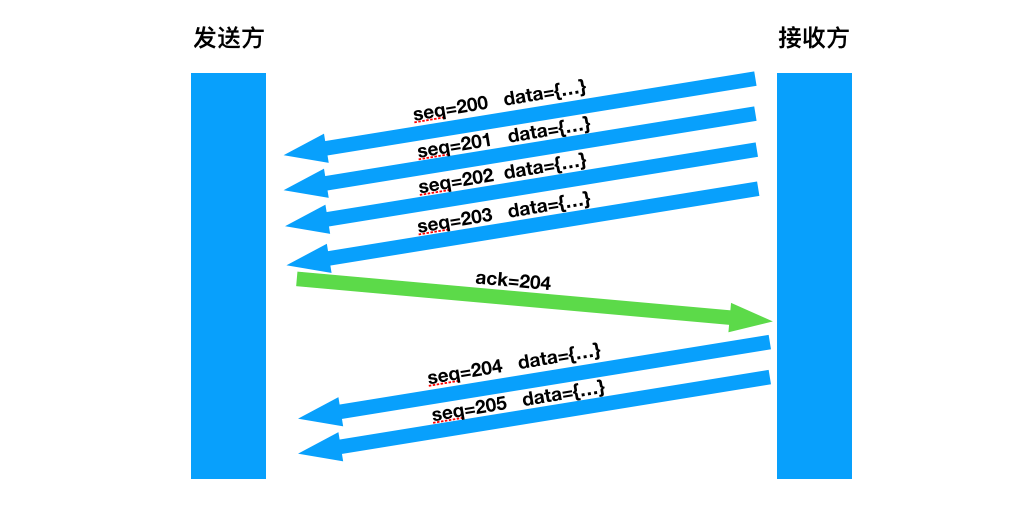 发送方
接收方
seq=200 data={...}
seq=201 data={...}
seq=202 data={...}
seq=203 data={...}
ack=204
seq=204 data={...}
seq=205 data={...}